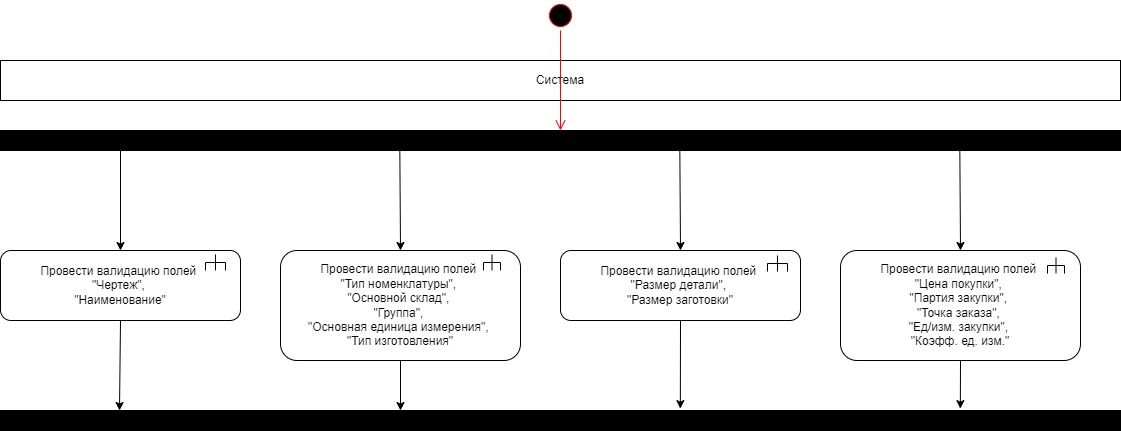 Система
Провести валидацию полей
"Чертеж",
"Наименование"
Провести валидацию полей
"Тип номенклатуры",
"Основной склад",
"Группа",
"Основная единица измерения",
"Тип изготовления"
Провести валидацию полей
"Размер детали",
"Размер заготовки"
Провести валидацию полей
"Цена покупки",
"Партия закупки",
"Точка заказа",
"Ед/изм. закупки",
"Коэфф. ед. изм."